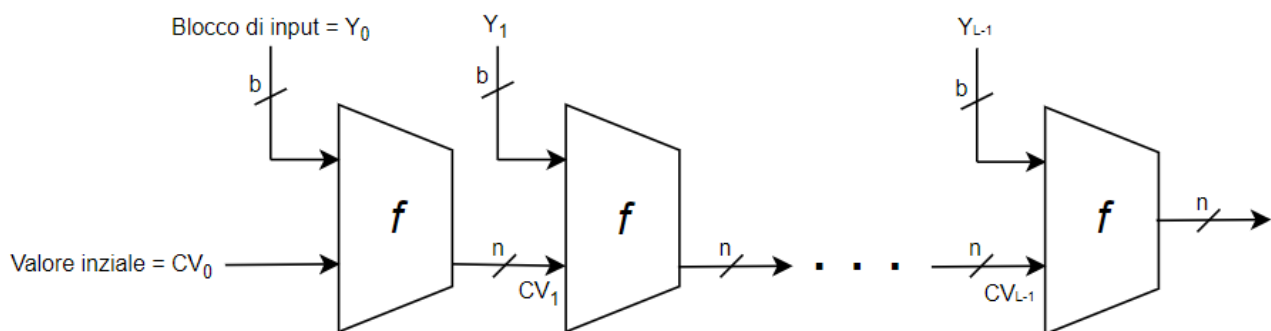 Blocco di input = Y0
Y1
YL-1
b
b
b
f
f
f
n
n
n
n
Valore inziale = CV0
CV1
. . .
CVL-1